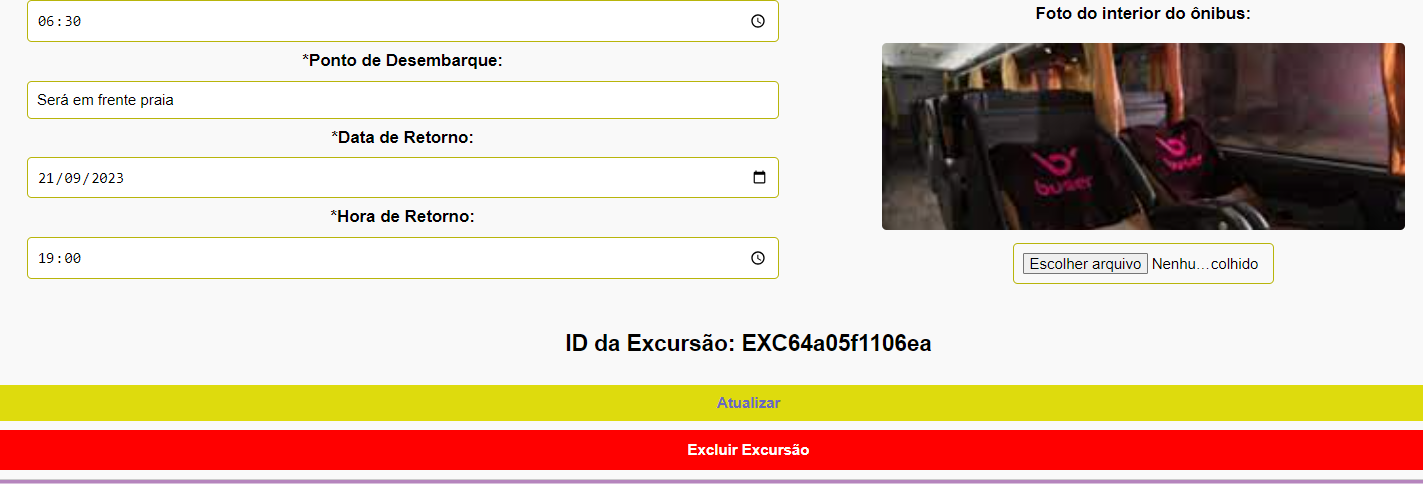 06:30
*Ponto de Desembarque:
Será em frente praia
*Data de Retorno:
21/09/2023
*Hora de Retorno:
19:00
Foto do interior do ônibus:
buser
buser
Escolher arquivo Nenhu...colhido
ID da Excursão: EXC64a05f1106ea
Atualizar
Excluir Excursão